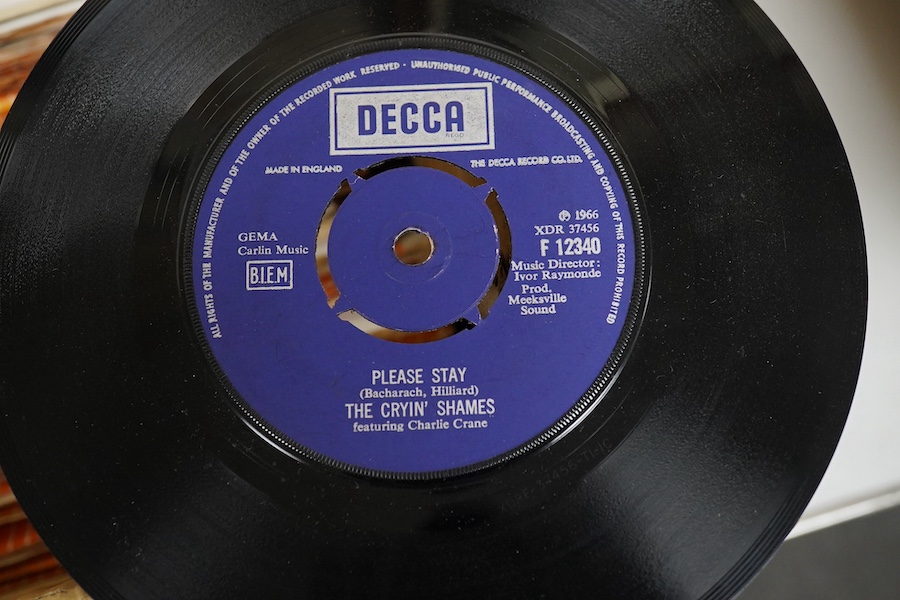 ALL RIGHTS OF THE MANUFACTURER AND OF THE OWNER OF THE RECORDED WORK RESERVED · UNAUTHORISED PUBLIC PERFORMANCE BROADCASTING AND COPYING OF THIS RECORD PROHIBITED
DECCA
REGD
MADE IN ENGLAND
THE DECCA RECORD CO. LTD.
℗ 1966
XDR 37456
F 12340
GEMA
Carlin Music
B.I.E.M
Music Director:
Ivor Raymonde
Prod.
Meeksville
Sound
PLEASE STAY
(Bacharach, Hilliard)
THE CRYIN' SHAMES
featuring Charlie Crane